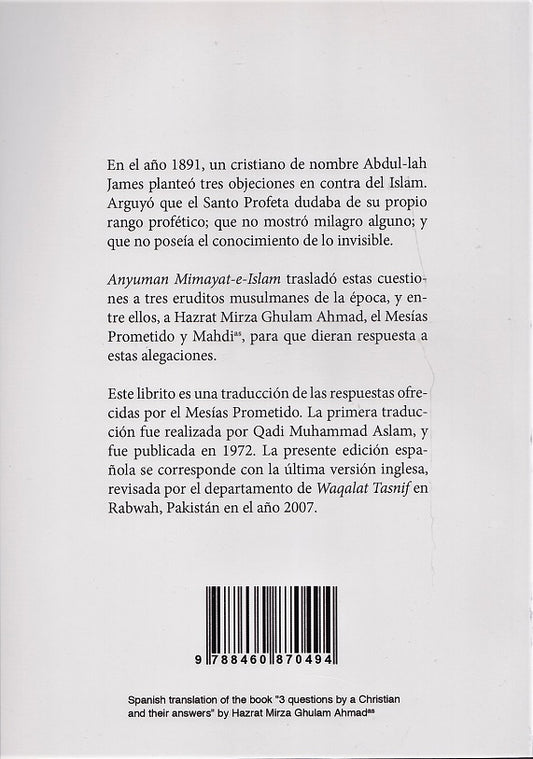 En el año 1891, un cristiano de nombre Abdul-lah
James planteó tres objeciones en contra del Islam.
Arguyó que el Santo Profeta dudaba de su propio
rango profético; que no mostró milagro alguno; y
que no poseía el conocimiento de lo invisible.
Anyuman Mimayat-e-Islam trasladó estas cuestio-
nes a tres eruditos musulmanes de la época, y en-
tre ellos, a Hazrat Mirza Ghulam Ahmad, el Mesías
Prometido y Mahdiᵃˢ, para que dieran respuesta a
estas alegaciones.
Este librito es una traducción de las respuestas ofre-
cidas por el Mesías Prometido. La primera traduc-
ción fue realizada por Qadi Muhammad Aslam, y
fue publicada en 1972. La presente edición espa-
ñola se corresponde con la última versión inglesa,
revisada por el departamento de Waqalat Tasnif en
Rabwah, Pakistán en el año 2007.
9 788460 870494
Spanish translation of the book "3 questions by a Christian
and their answers" by Hazrat Mirza Ghulam Ahmadᵃˢ